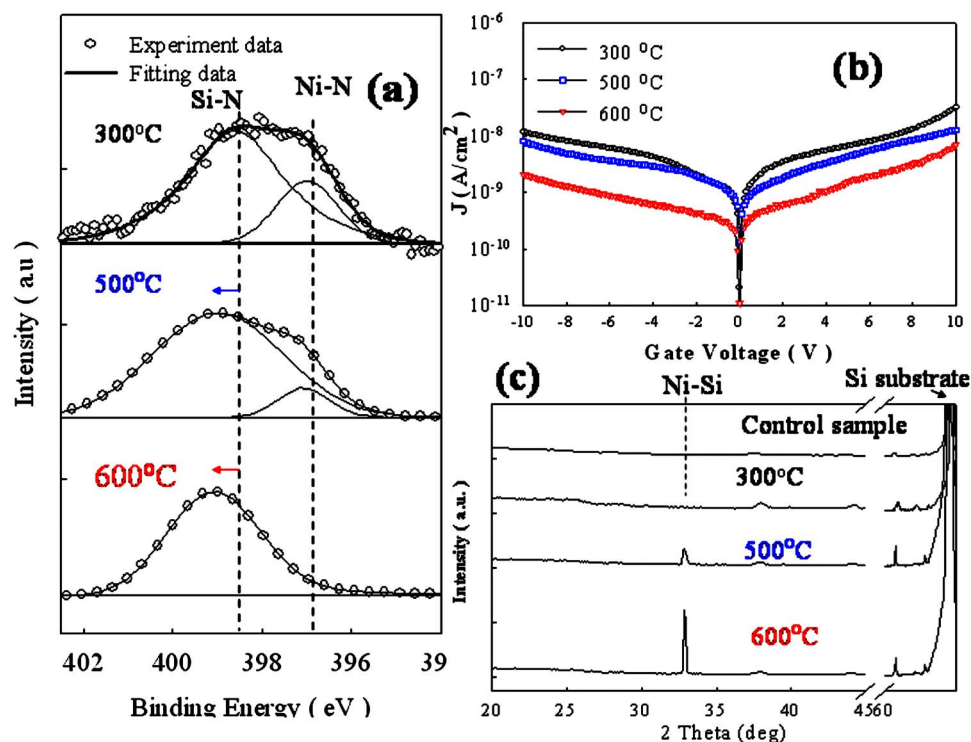 Experiment data
Fitting data
Si-N
Ni-N
(a)
300°C
500°C
600°C
Intensity ( a.u )
402
400
398
396
39
Binding Energy ( eV )
10-6
10-7
10-8
10-9
10-10
10-11
J ( A/cm2 )
300 °C
500 °C
600 °C
(b)
-10
-8
-6
-4
-2
0
2
4
6
8
10
Gate Voltage ( V )
(c)
Ni-Si
Si substrate
Control sample
300°C
500°C
600°C
Intensity ( a.u.)
20
25
30
35
40
45
60
2 Theta (deg)